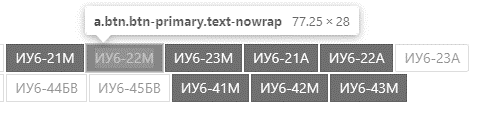 a.btn.btn-primary.text-nowrap 77.25 × 28
ИУ6-21М ИУ6-22М ИУ6-23М ИУ6-21А ИУ6-22А ИУ6-23А
ИУ6-44БВ ИУ6-45БВ ИУ6-41М ИУ6-42М ИУ6-43М